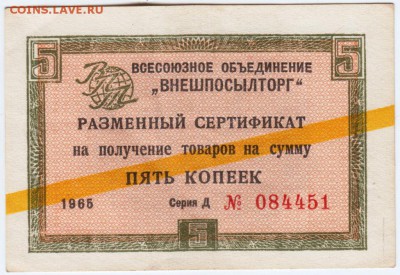 COINS.LAVE.RU
5 5
ВСЕСОЮЗНОЕ ОБЪЕДИНЕНИЕ
„ВНЕШПОСЫЛТОРГ"
РАЗМЕННЫЙ СЕРТИФИКАТ
на получение товаров на сумму
ПЯТЬ КОПЕЕК
1965 Серия Д № 084451
5